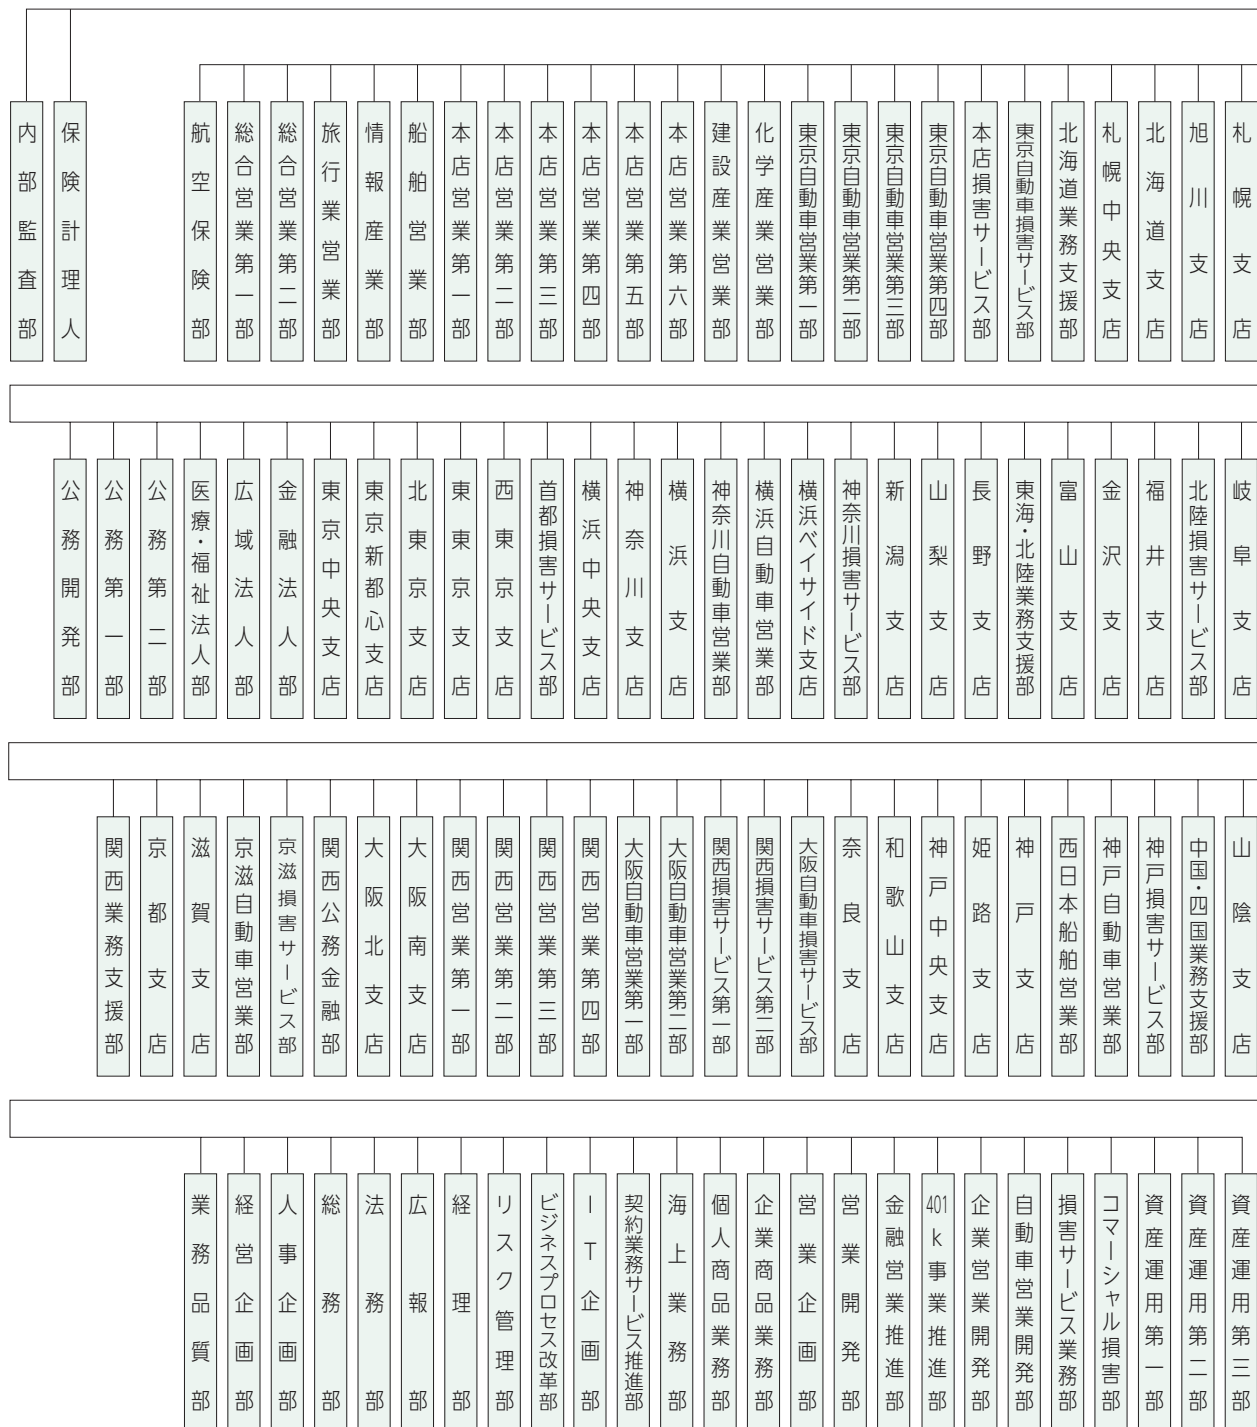 内部監査部
保険計理人
航空保険部
総合営業第一部
総合営業第二部
旅行業営業部
情報産業部
船舶営業部
本店営業第一部
本店営業第二部
本店営業第三部
本店営業第四部
本店営業第五部
本店営業第六部
建設産業営業部
化学産業営業部
東京自動車営業第一部
東京自動車営業第二部
東京自動車営業第三部
東京自動車営業第四部
本店損害サービス部
東京自動車損害サービス部
北海道業務支援部
札幌中央支店
北海道支店
旭川支店
札幌支店
公務開発部
公務第一部
公務第二部
医療・福祉法人部
広域法人部
金融法人部
東京中央支店
東京新都心支店
北東京支店
東東京支店
西東京支店
首都損害サービス部
横浜中央支店
神奈川支店
横浜支店
神奈川自動車営業部
横浜自動車営業部
横浜ベイサイド支店
神奈川損害サービス部
新潟支店
山梨支店
長野支店
東海・北陸業務支援部
富山支店
金沢支店
福井支店
北陸損害サービス部
岐阜支店
関西業務支援部
京都支店
滋賀支店
京滋自動車営業部
京滋損害サービス部
関西公務金融部
大阪北支店
大阪南支店
関西営業第一部
関西営業第二部
関西営業第三部
関西営業第四部
大阪自動車営業第一部
大阪自動車営業第二部
関西損害サービス第一部
関西損害サービス第二部
大阪自動車損害サービス部
奈良支店
和歌山支店
神戸中央支店
姫路支店
神戸支店
西日本船舶営業部
神戸自動車営業部
神戸損害サービス部
中国・四国業務支援部
山陰支店
業務品質部
経営企画部
人事企画部
総務部
法務部
広報部
経理部
リスク管理部
ビジネスプロセス改革部
IT企画部
契約業務サービス推進部
海上業務部
個人商品業務部
企業商品業務部
営業企画部
営業開発部
金融営業推進部
401k事業推進部
企業営業開発部
自動車営業開発部
損害サービス業務部
コマーシャル損害部
資産運用第一部
資産運用第二部
資産運用第三部